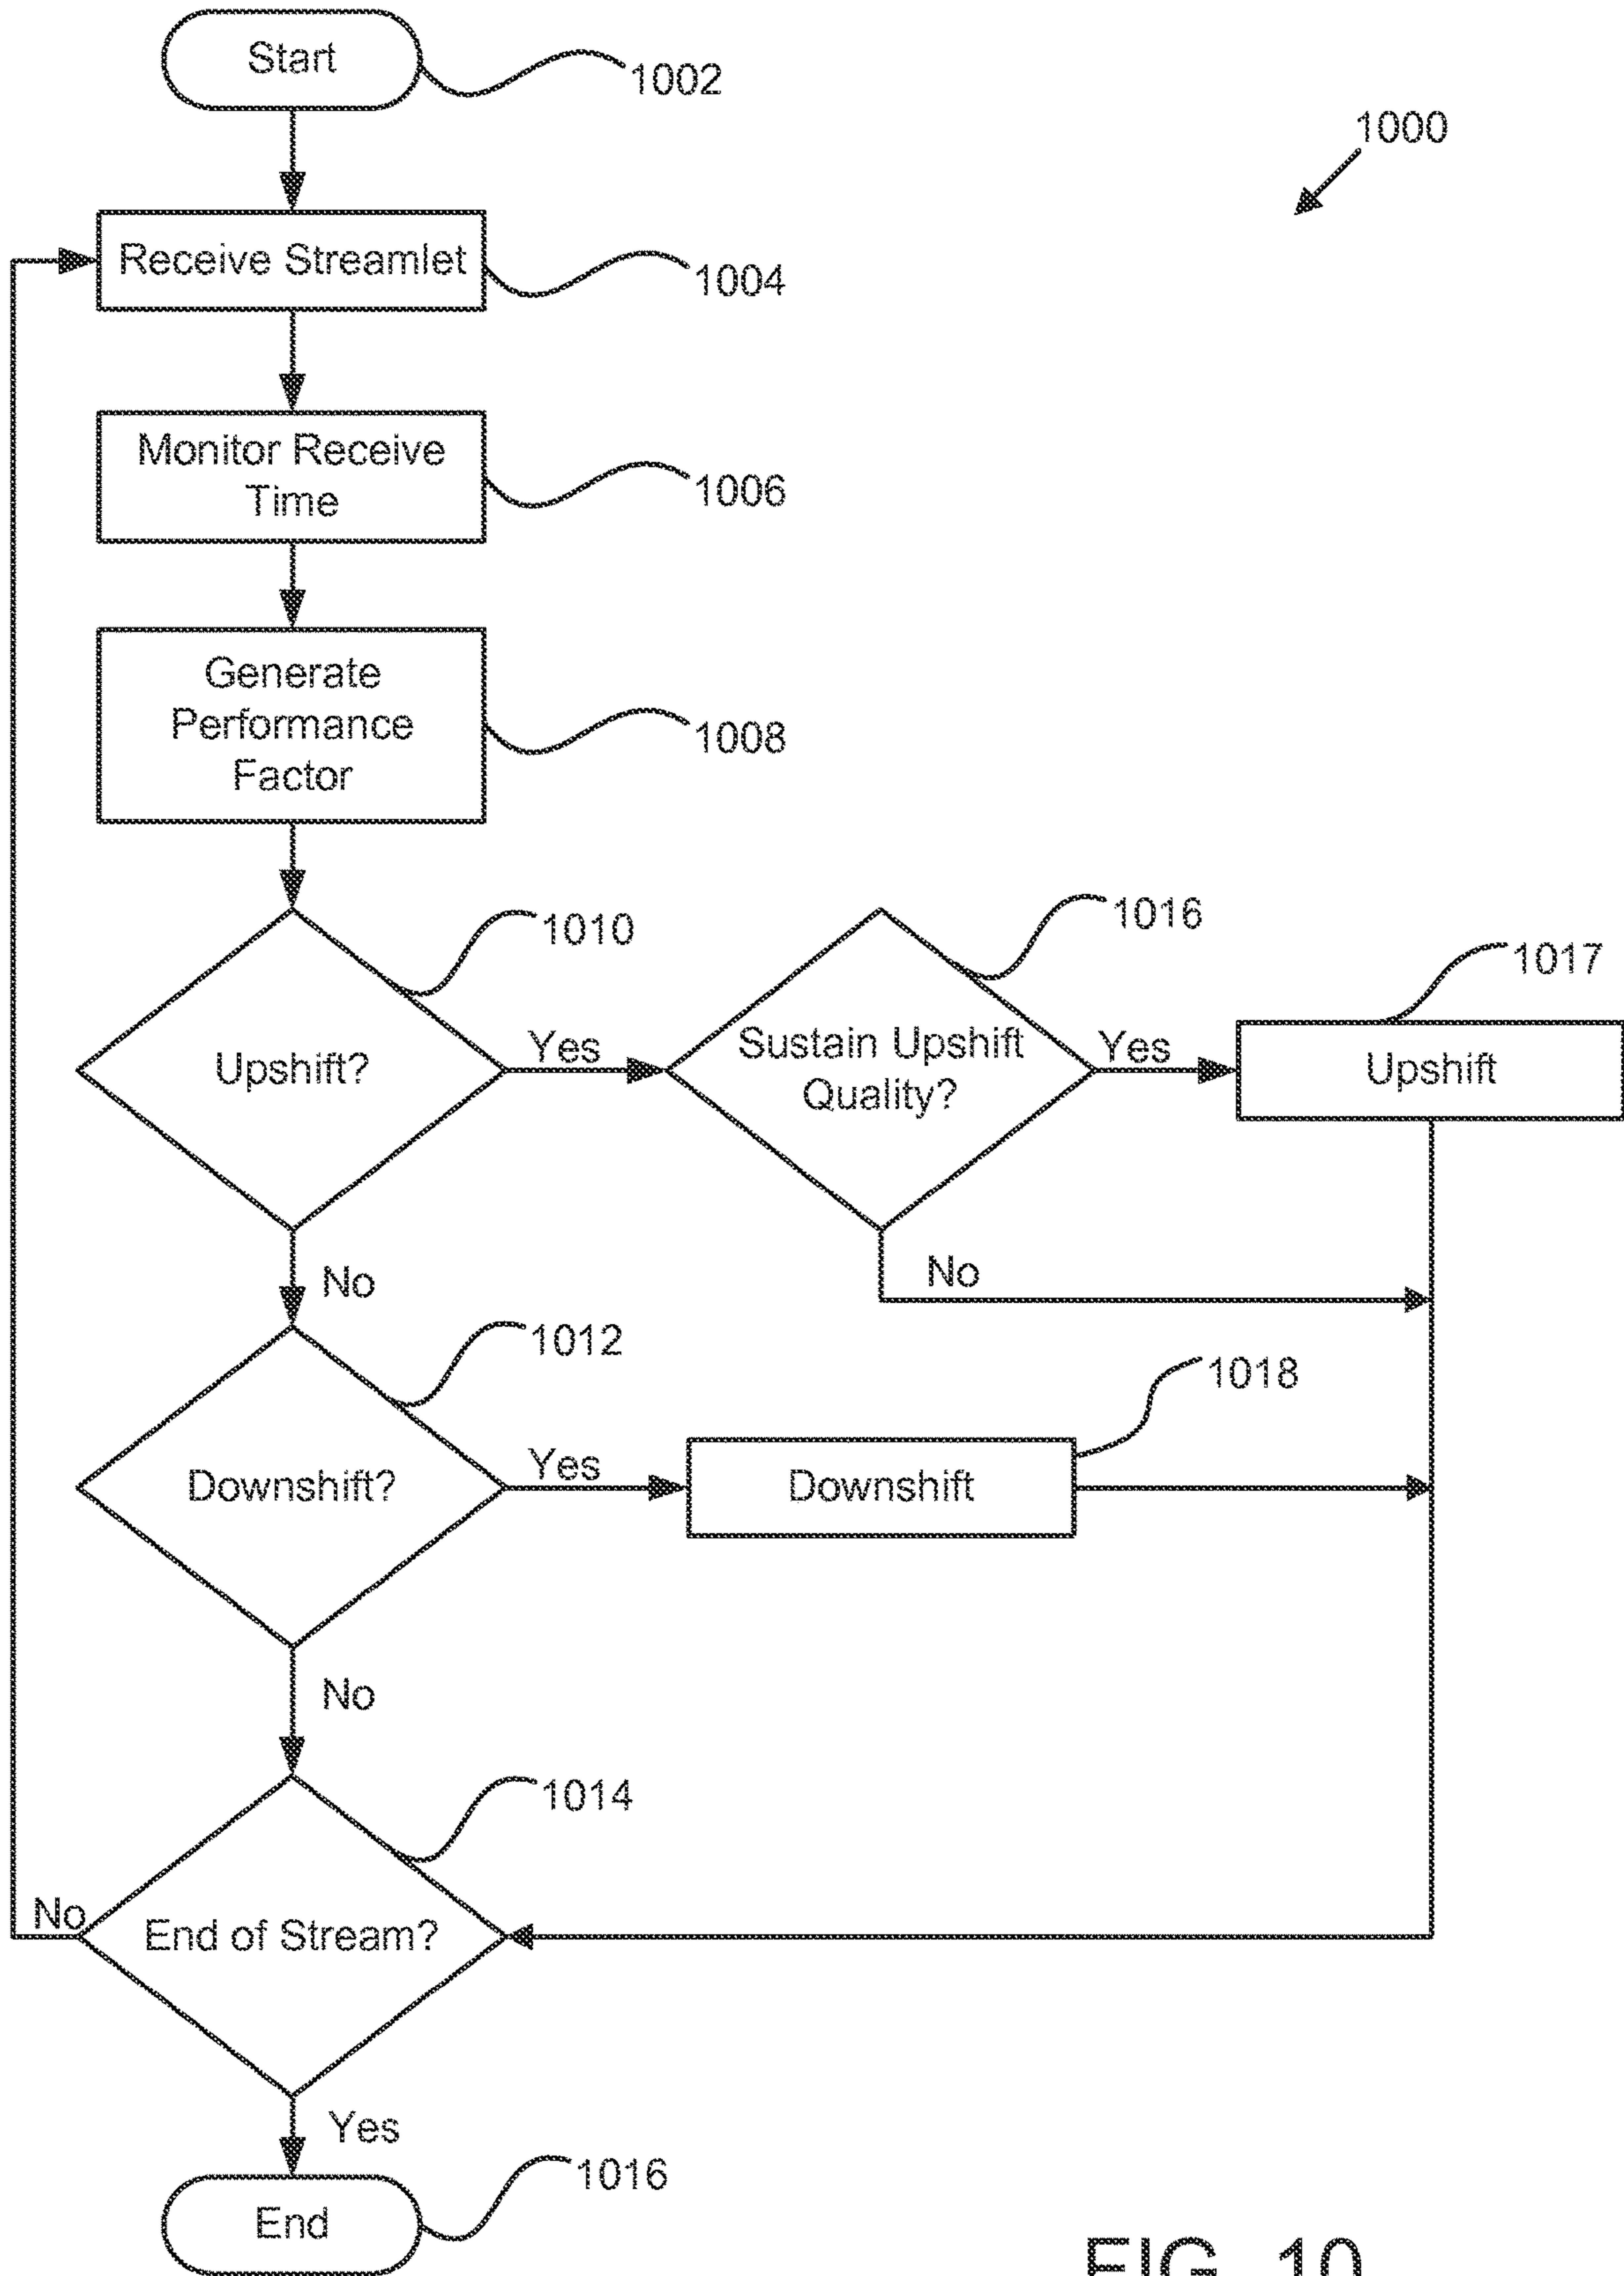 Start
1002
1000
Receive Streamlet
1004
Monitor Receive
Time
1006
Generate
Performance
Factor
1008
1010
1016
1017
Upshift?
Yes
Sustain Upshift
Quality?
Yes
Upshift
No
No
1012
1018
Downshift?
Yes
Downshift
No
1014
No
End of Stream?
Yes
1016
End
FIG. 10